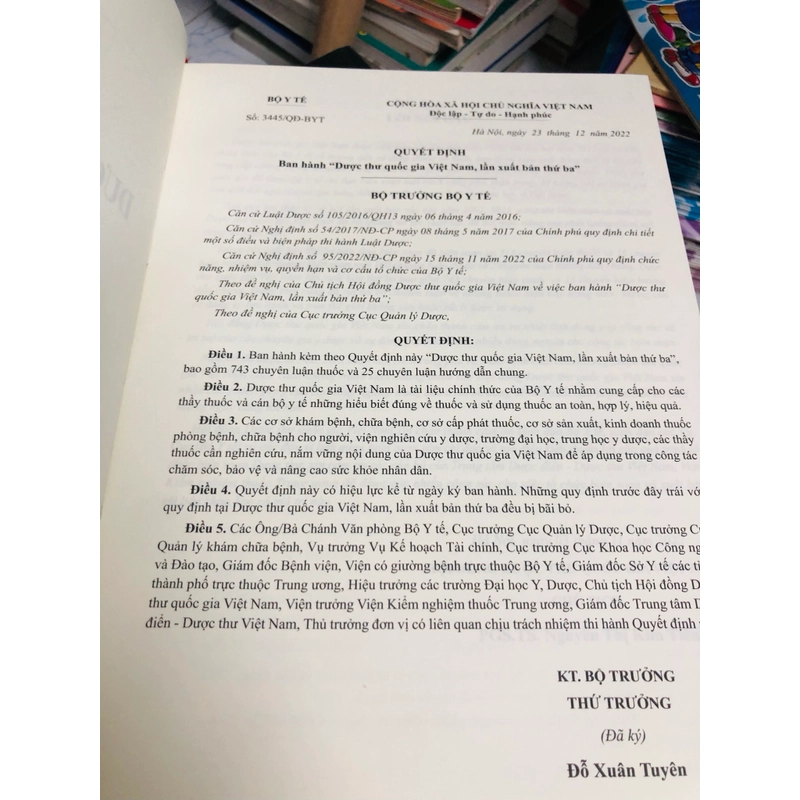 BỘ Y TẾ
CỘNG HÒA XÃ HỘI CHỦ NGHĨA VIỆT NAM
Số: 3445/QĐ-BYT
Độc lập - Tự do - Hạnh phúc
Hà Nội, ngày 23 tháng 12 năm 2022
QUYẾT ĐỊNH
Ban hành “Dược thư quốc gia Việt Nam, lần xuất bản thứ ba”
BỘ TRƯỞNG BỘ Y TẾ
Căn cứ Luật Dược số 105/2016/QH13 ngày 06 tháng 4 năm 2016;
Căn cứ Nghị định số 54/2017/NĐ-CP ngày 08 tháng 5 năm 2017 của Chính phủ quy định chi tiết
một số điều và biện pháp thi hành Luật Dược;
Căn cứ Nghị định số 95/2022/NĐ-CP ngày 15 tháng 11 năm 2022 của Chính phủ quy định chức
năng, nhiệm vụ, quyền hạn và cơ cấu tổ chức của Bộ Y tế;
Theo đề nghị của Chủ tịch Hội đồng Dược thư quốc gia Việt Nam về việc ban hành “Dược thư
quốc gia Việt Nam, lần xuất bản thứ ba”;
Theo đề nghị của Cục trưởng Cục Quản lý Dược,
QUYẾT ĐỊNH:
Điều 1. Ban hành kèm theo Quyết định này “Dược thư quốc gia Việt Nam, lần xuất bản thứ ba”,
bao gồm 743 chuyên luận thuốc và 25 chuyên luận hướng dẫn chung.
Điều 2. Dược thư quốc gia Việt Nam là tài liệu chính thức của Bộ Y tế nhằm cung cấp cho các
thầy thuốc và cán bộ y tế những hiểu biết đúng về thuốc và sử dụng thuốc an toàn, hợp lý, hiệu quả.
Điều 3. Các cơ sở khám bệnh, chữa bệnh, cơ sở cấp phát thuốc, cơ sở sản xuất, kinh doanh thuốc
phòng bệnh, chữa bệnh cho người, viện nghiên cứu y dược, trường đại học, trung học y dược, các thầy
thuốc cần nghiên cứu, nắm vững nội dung của Dược thư quốc gia Việt Nam để áp dụng trong công tác
chăm sóc, bảo vệ và nâng cao sức khỏe nhân dân.
Điều 4. Quyết định này có hiệu lực kể từ ngày ký ban hành. Những quy định trước đây trái vớ
quy định tại Dược thư quốc gia Việt Nam, lần xuất bản thứ ba đều bị bãi bỏ.
Điều 5. Các Ông/Bà Chánh Văn phòng Bộ Y tế, Cục trưởng Cục Quản lý Dược, Cục trưởng C
Quản lý khám chữa bệnh, Vụ trưởng Vụ Kế hoạch Tài chính, Cục trưởng Cục Khoa học Công ng
và Đào tạo, Giám đốc Bệnh viện, Viện có giường bệnh trực thuộc Bộ Y tế, Giám đốc Sở Y tế các tỉ
thành phố trực thuộc Trung ương, Hiệu trưởng các trường Đại học Y, Dược, Chủ tịch Hội đồng D
thư quốc gia Việt Nam, Viện trưởng Viện Kiểm nghiệm thuốc Trung ương, Giám đốc Trung tâm D
điển - Dược thư Việt Nam, Thủ trưởng đơn vị có liên quan chịu trách nhiệm thi hành Quyết định
KT. BỘ TRƯỞNG
THỨ TRƯỞNG
(Đã ký)
Đỗ Xuân Tuyên